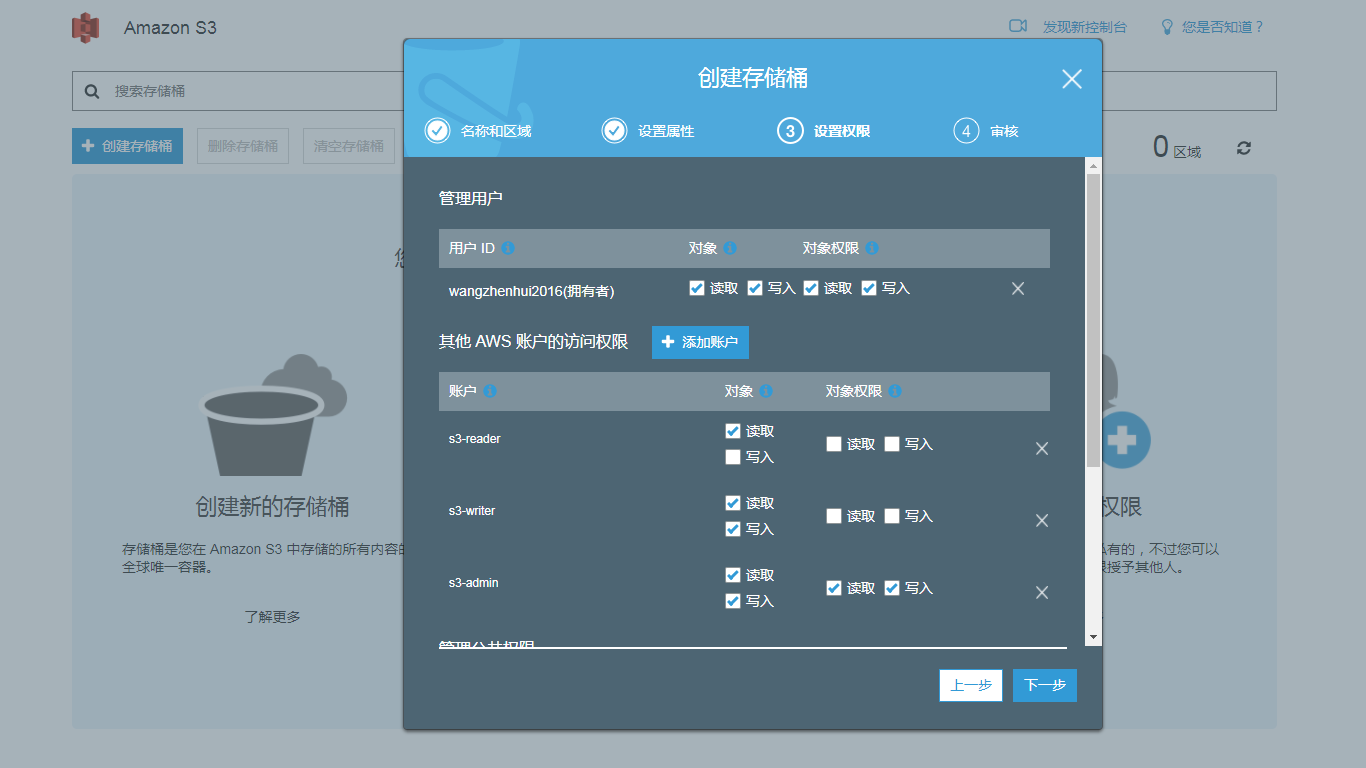 Amazon S3
发现新控制台
您是否知道？
搜索存储桶
创建存储桶
删除存储桶
清空存储桶
0 区域
创建存储桶
名称和区域
设置属性
3 设置权限
4 审核
管理用户
用户 ID 对象 对象权限
wangzhenhui2016(拥有者) 读取 写入 读取 写入
其他 AWS 账户的访问权限 添加账户
账户 对象 对象权限
s3-reader 读取 写入 读取 写入
s3-writer 读取 写入 读取 写入
s3-admin 读取 写入 读取 写入
管理公共权限
上一步 下一步
您
创建新的存储桶
存储桶是您在 Amazon S3 中存储的所有内容的
全球唯一容器。
了解更多
权限
有的，不过您可以
授予其他人。